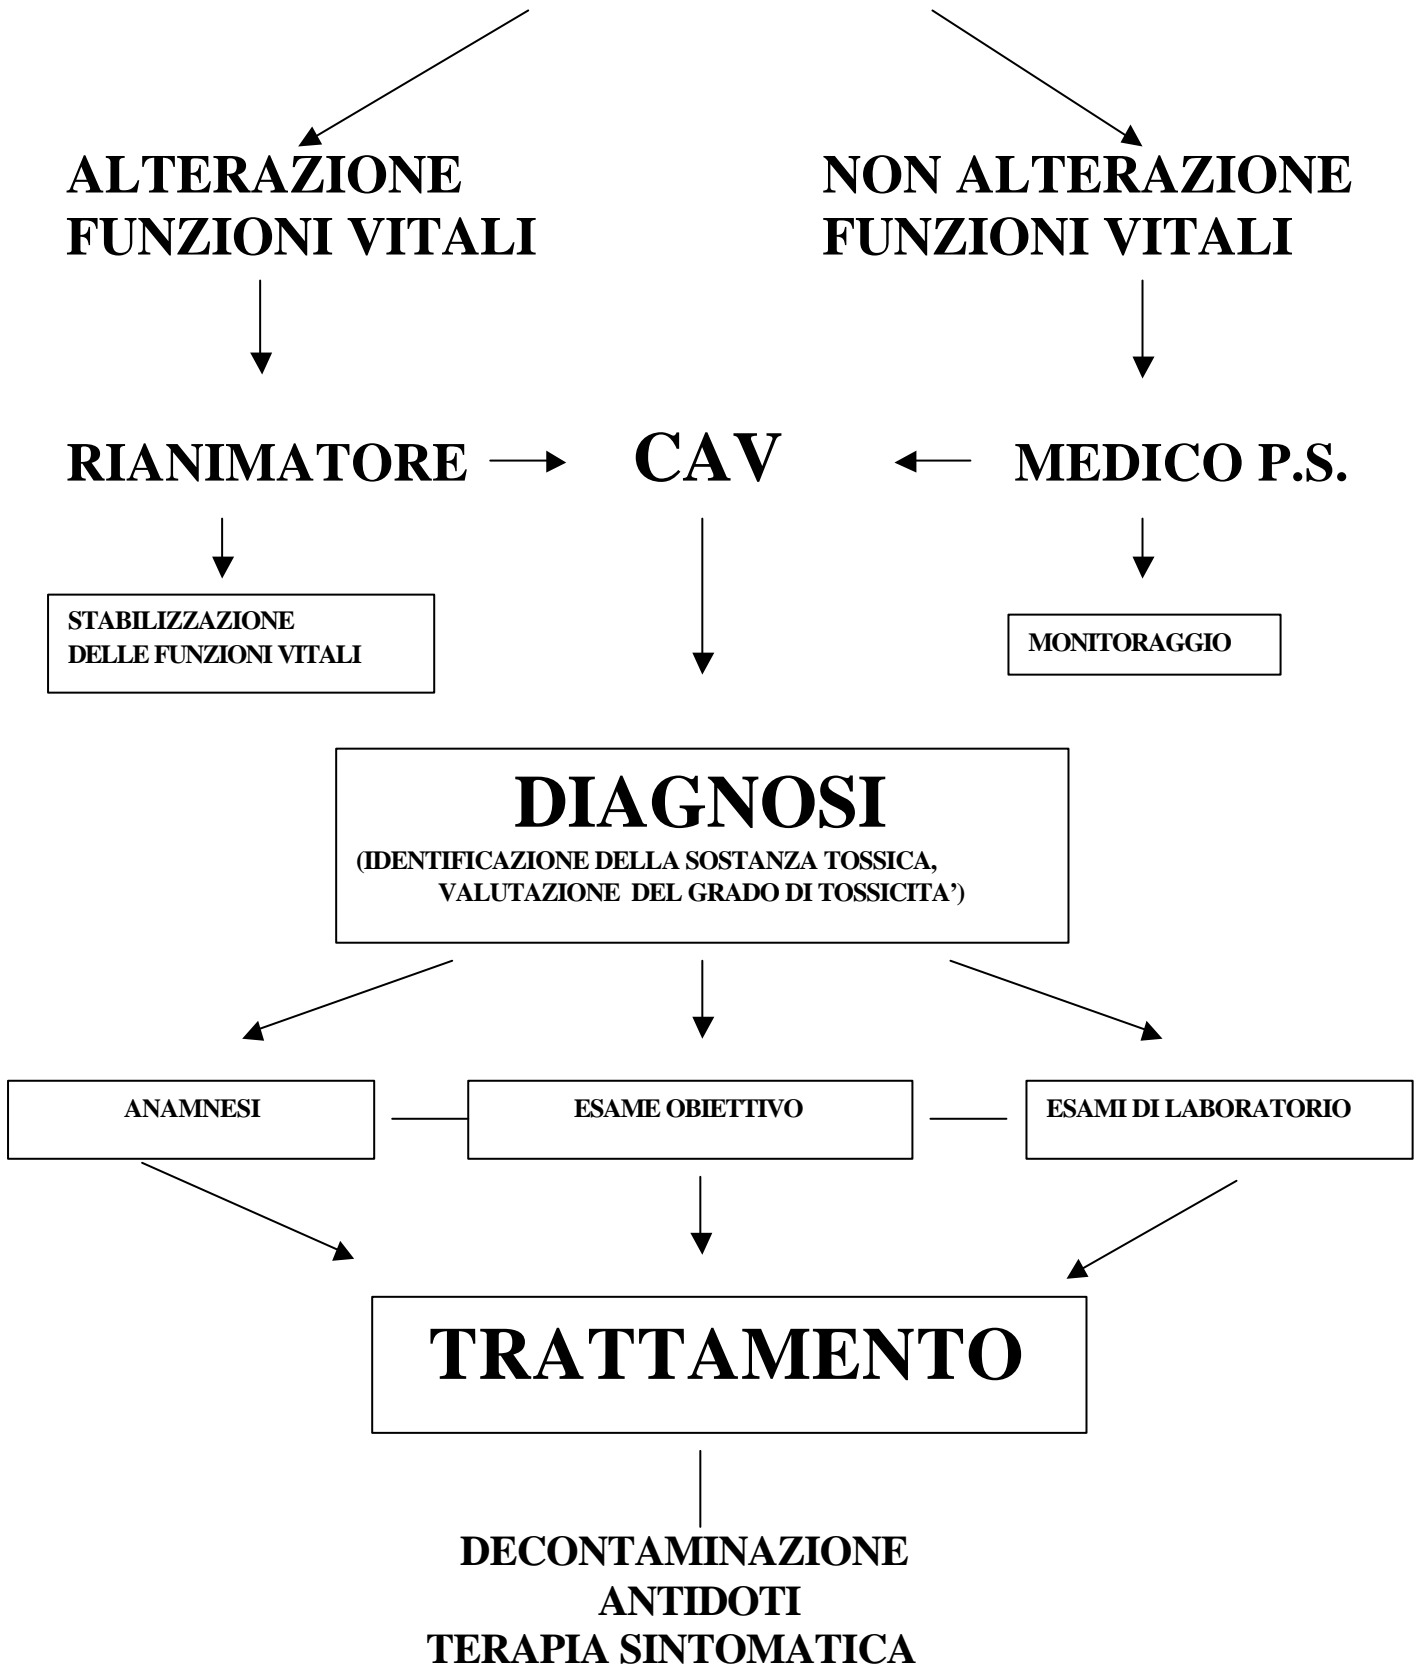 ALTERAZIONE
FUNZIONI VITALI
NON ALTERAZIONE
FUNZIONI VITALI
RIANIMATORE
CAV
MEDICO P.S.
STABILIZZAZIONE
DELLE FUNZIONI VITALI
MONITORAGGIO
DIAGNOSI
(IDENTIFICAZIONE DELLA SOSTANZA TOSSICA,
VALUTAZIONE DEL GRADO DI TOSSICITA’)
ANAMNESI
ESAME OBIETTIVO
ESAMI DI LABORATORIO
TRATTAMENTO
DECONTAMINAZIONE
ANTIDOTI
TERAPIA SINTOMATICA